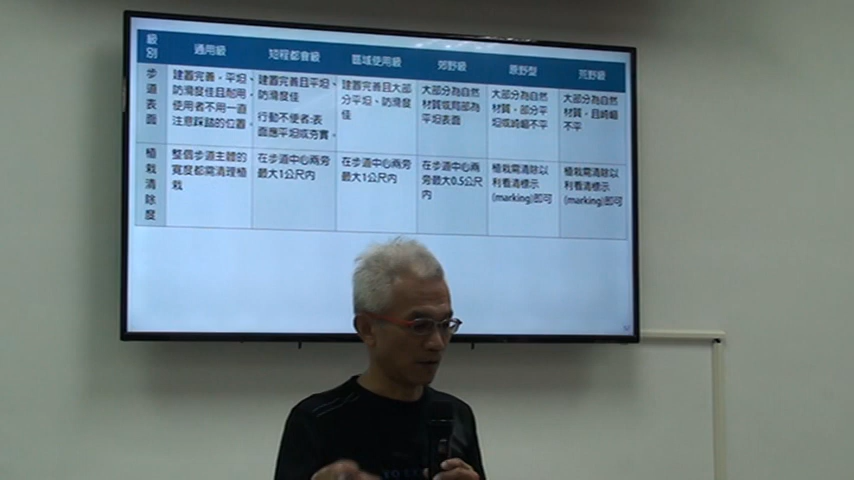 級別 通用級 短程都會級 區域使用級 郊野級 原野型 荒野級
步道表面
建置完善，平坦、
防滑度佳且耐用，
使用者不用一直
注意踩踏的位置。
建置完善且平坦、
防滑度佳
行動不便者:表
面應平坦或夯實。
建置完善且大部
分平坦、防滑度
佳
大部分為自然
材質或局部為
平坦表面
大部分為自然
材質，部分平
坦或崎嶇不平
大部分為自然
材質，且崎嶇
不平
植栽清除度
整個步道主體的
寬度都需清理植
栽
在步道中心兩旁
最大1公尺內
在步道中心兩旁
最大1公尺內
在步道中心兩
旁最大0.5公尺
內
植栽需清除以
利看清標示
(marking)即可
植栽需清除以
利看清標示
(marking)即可